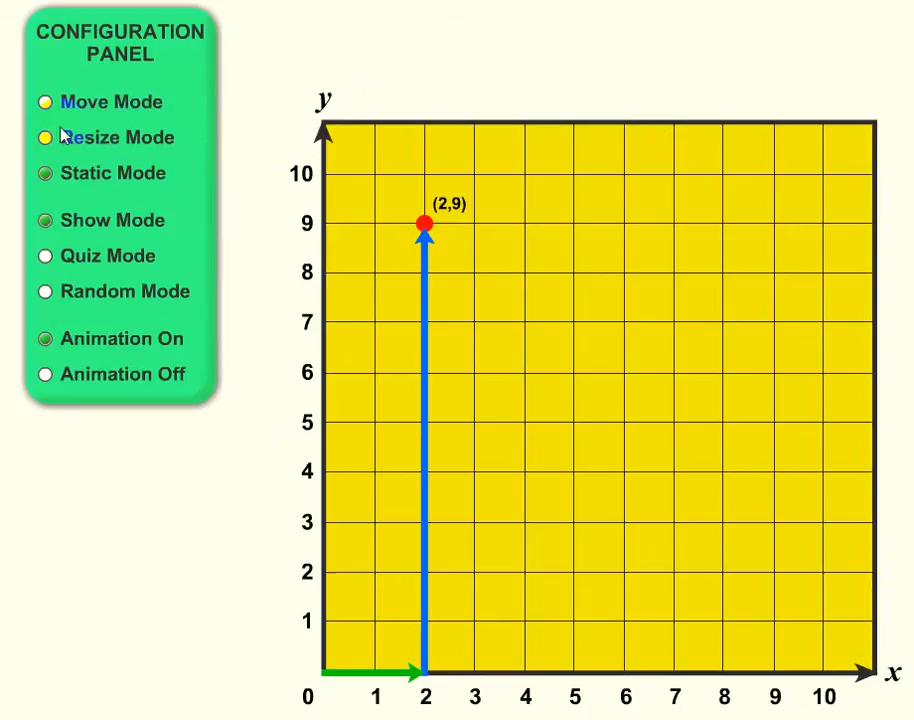 CONFIGURATION
PANEL
Move Mode
Resize Mode
Static Mode
Show Mode
Quiz Mode
Random Mode
Animation On
Animation Off
y
10
9
8
7
6
5
4
3
2
1
(2,9)
0 1 2 3 4 5 6 7 8 9 10
x